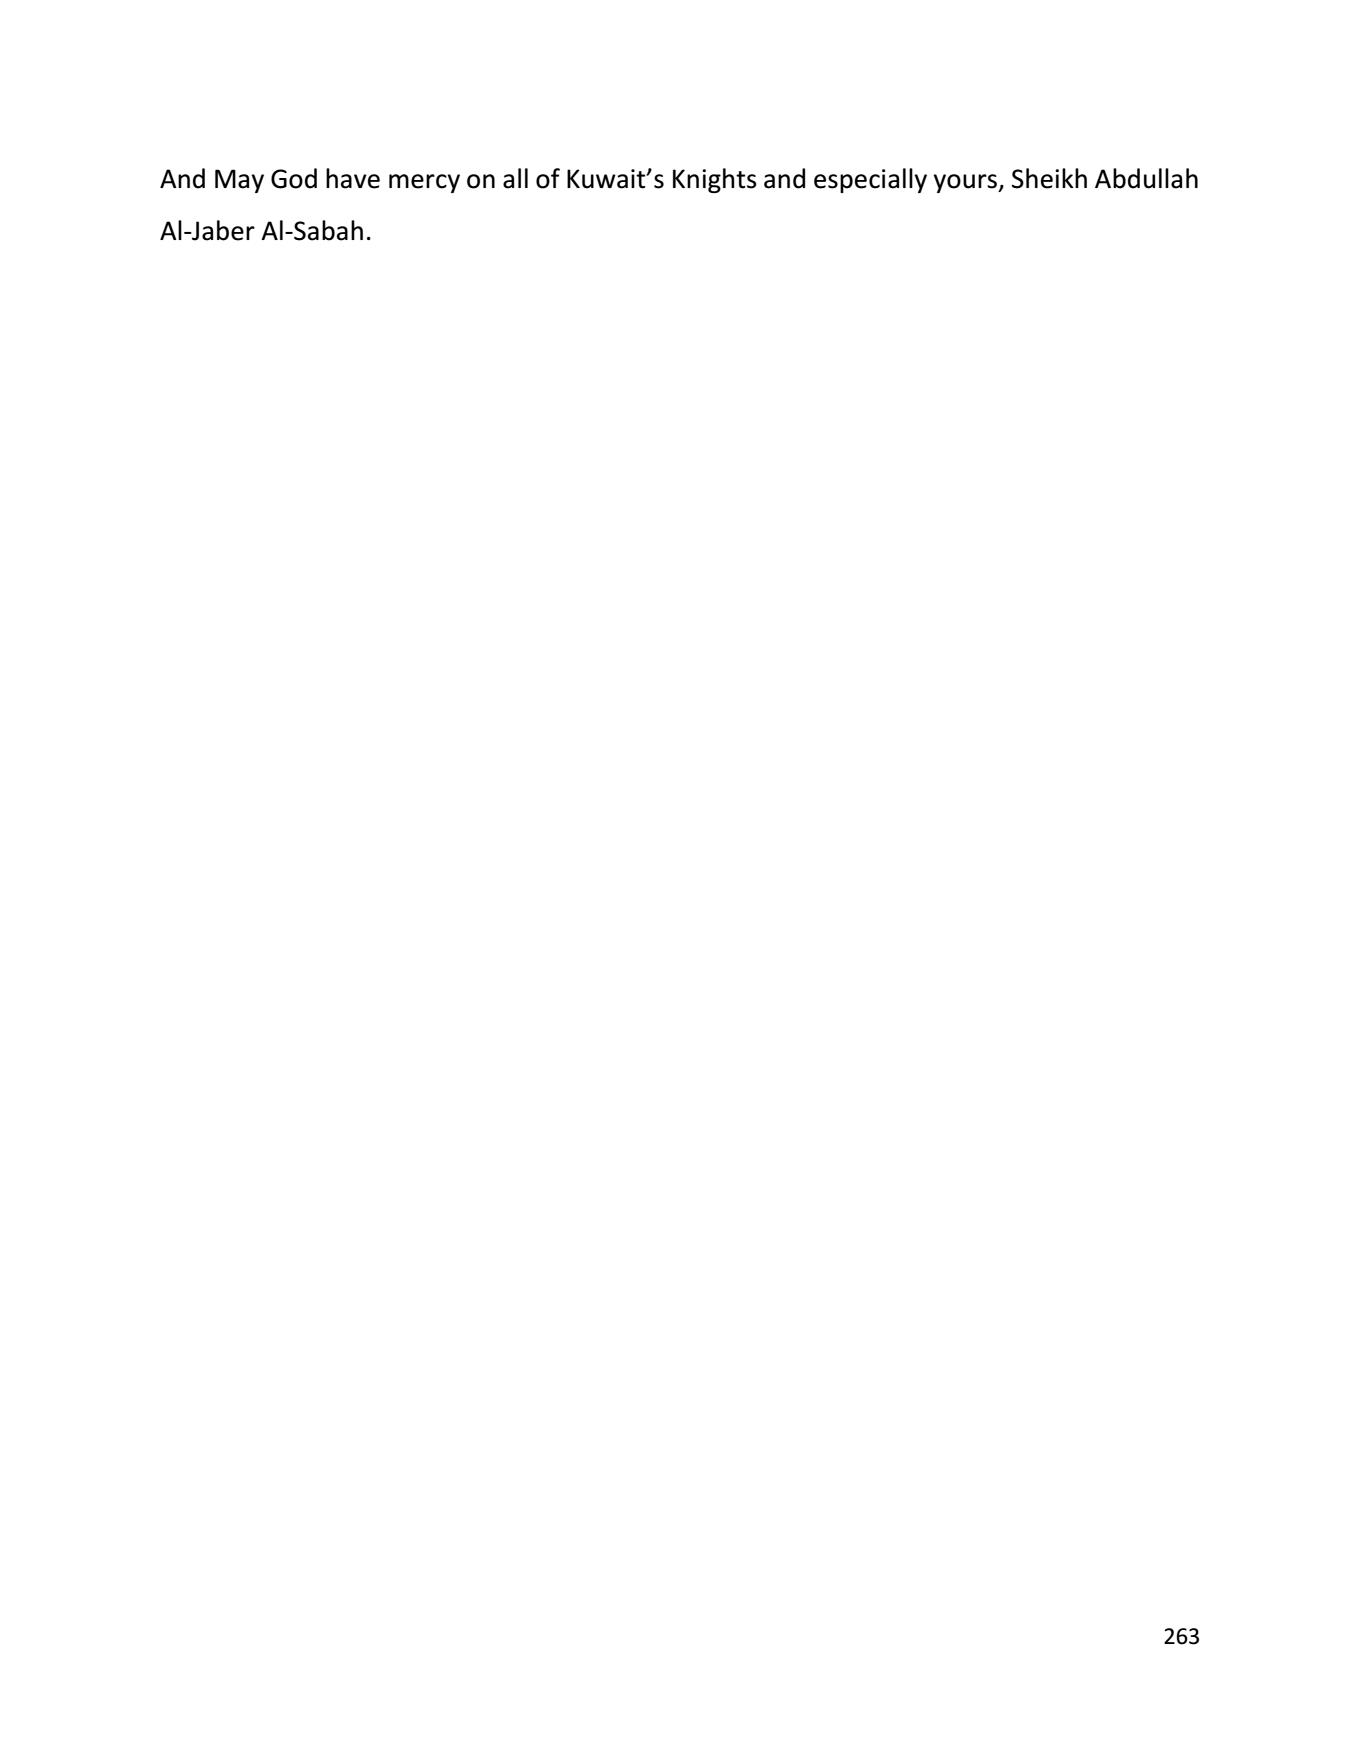 And May God have mercy on all of Kuwait’s Knights and especially yours, Sheikh Abdullah
Al-Jaber Al-Sabah.
263